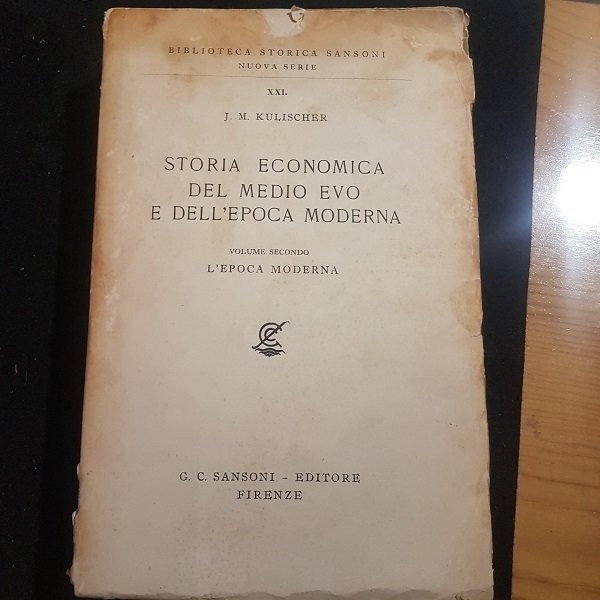 BIBLIOTECA STORICA SANSONI
NUOVA SERIE
XXI.
J. M. KULISCHER
STORIA ECONOMICA
DEL MEDIO EVO
E DELL'EPOCA MODERNA
VOLUME SECONDO
L'EPOCA MODERNA
G. C. SANSONI – EDITORE
FIRENZE